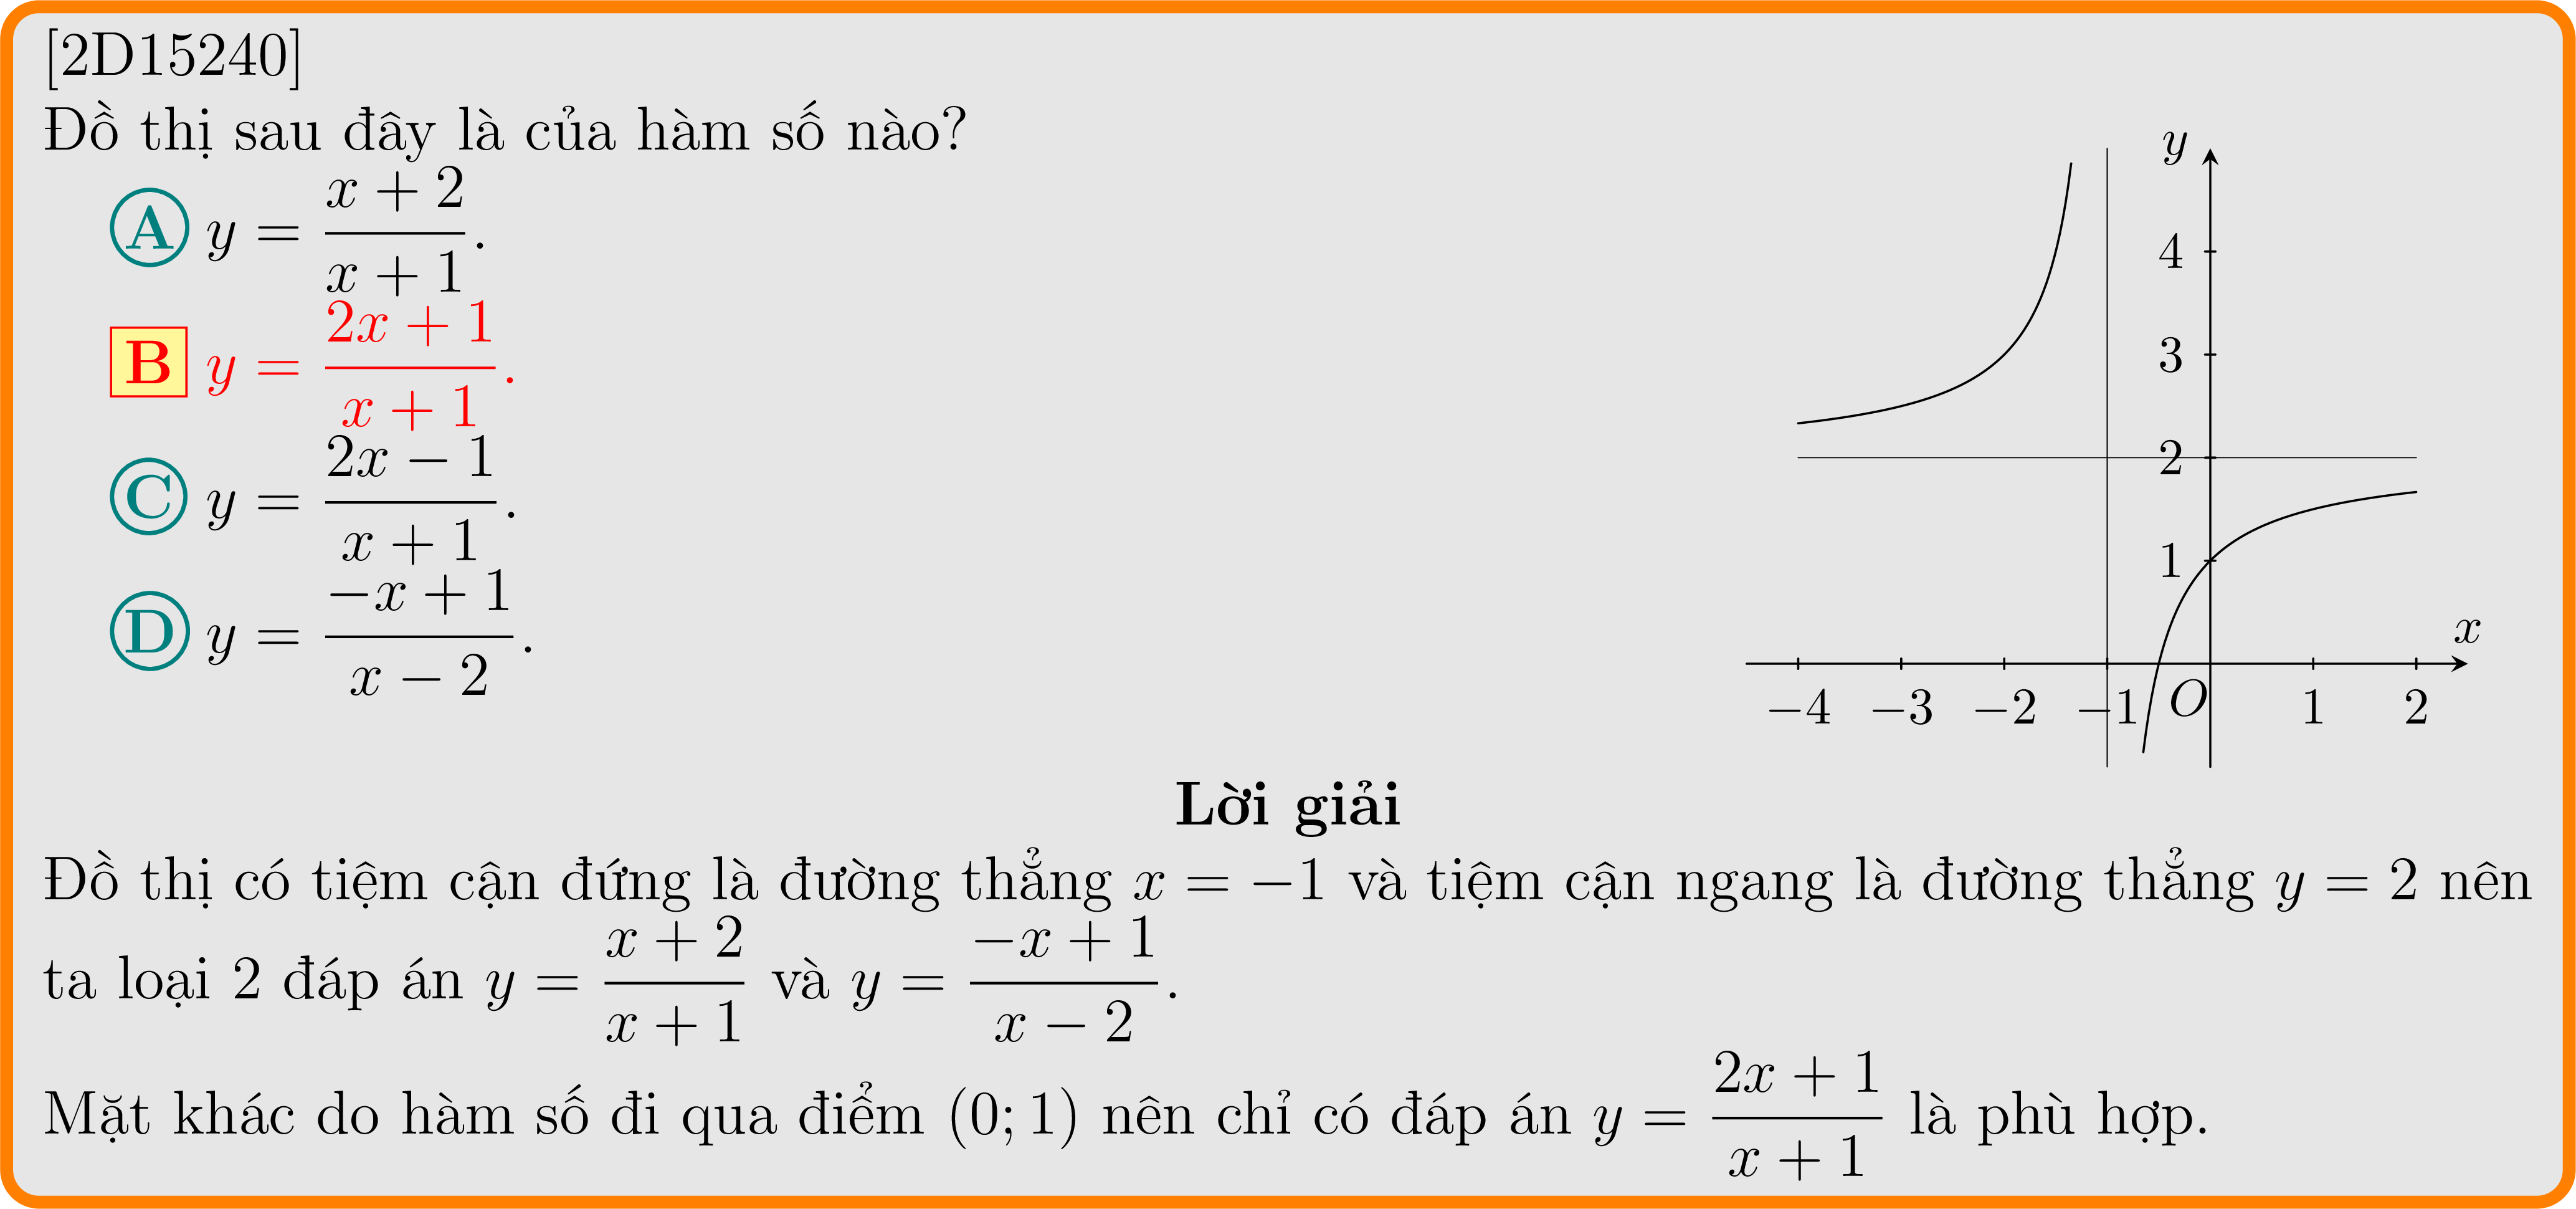 [2D15240]
Đồ thị sau đây là của hàm số nào?
A y = \frac{x + 2}{x + 1}.
B y = \frac{2x + 1}{x + 1}.
C y = \frac{2x − 1}{x + 1}.
D y = \frac{−x + 1}{x − 2}.
y
4
3
2
1
x
−4 −3 −2 −1 O 1 2
Lời giải
Đồ thị có tiệm cận đứng là đường thẳng x = −1 và tiệm cận ngang là đường thẳng y = 2 nên
ta loại 2 đáp án y = \frac{x + 2}{x + 1} và y = \frac{−x + 1}{x − 2}.
Mặt khác do hàm số đi qua điểm (0; 1) nên chỉ có đáp án y = \frac{2x + 1}{x + 1} là phù hợp.